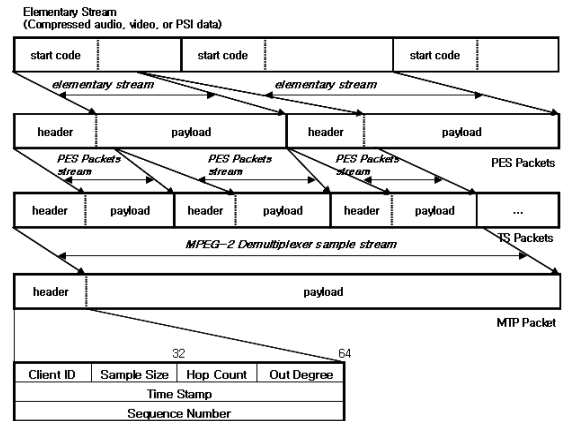 Elementary Stream
(Compressed audio, video, or PSI data)
start code start code start code
elementary stream elementary stream
header payload header payload
PES Packets
PES Packets stream PES Packets stream PES Packets stream
header payload header payload header payload ...
TS Packets
MPEG-2 Demultiplexer sample stream
header payload
MTP Packet
32 64
Client ID Sample Size Hop Count Out Degree
Time Stamp
Sequence Number